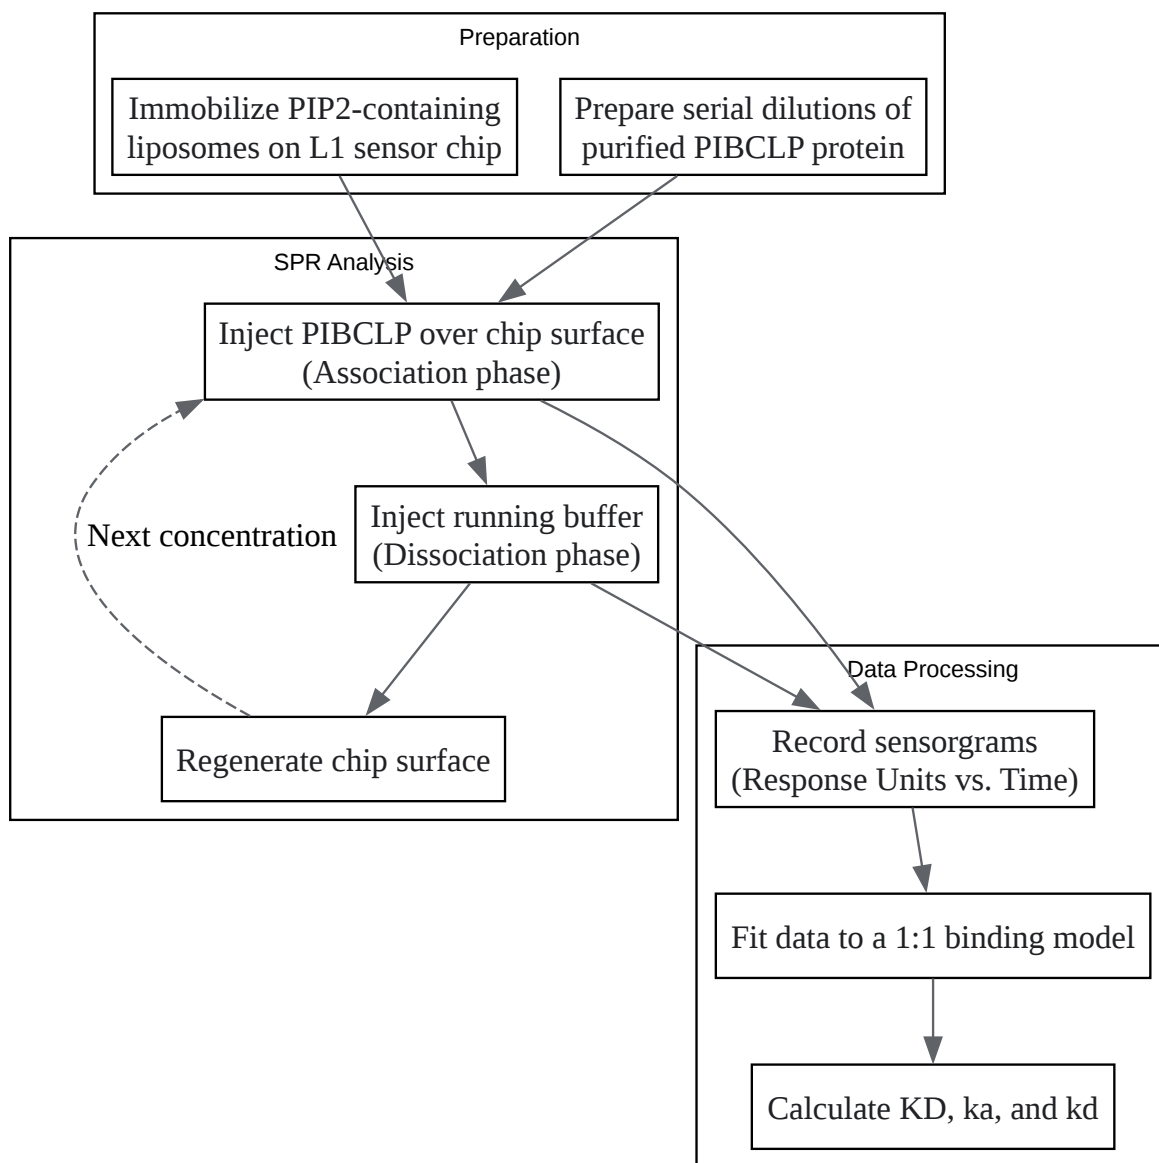 Preparation
Immobilize PIP2-containing
liposomes on L1 sensor chip
Prepare serial dilutions of
purified PIBCLP protein
SPR Analysis
Inject PIBCLP over chip surface
(Association phase)
Next concentration
Inject running buffer
(Dissociation phase)
Regenerate chip surface
Data Processing
Record sensorgrams
(Response Units vs. Time)
Fit data to a 1:1 binding model
Calculate KD, ka, and kd